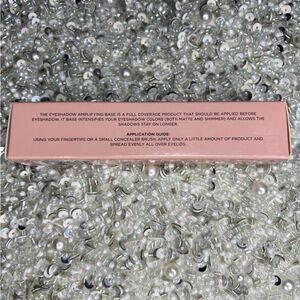 THE EYESHADOW AMPLIFYING BASE IS A FULL COVERAGE PRODUCT THAT SHOULD BE APPLIED BEFORE
EYESHADOW. IT BASE INTENSIFIES YOUR EYESHADOW COLORS (BOTH MATTE AND SHIMMER) AND ALLOWS THE
SHADOWS STAY ON LONGER.
APPLICATION GUIDE:
USING YOUR FINGERTIPS OR A SMALL CONCEALER BRUSH, APPLY ONLY A LITTLE AMOUNT OF PRODUCT AND
SPREAD EVENLY ALL OVER EYELIDS.